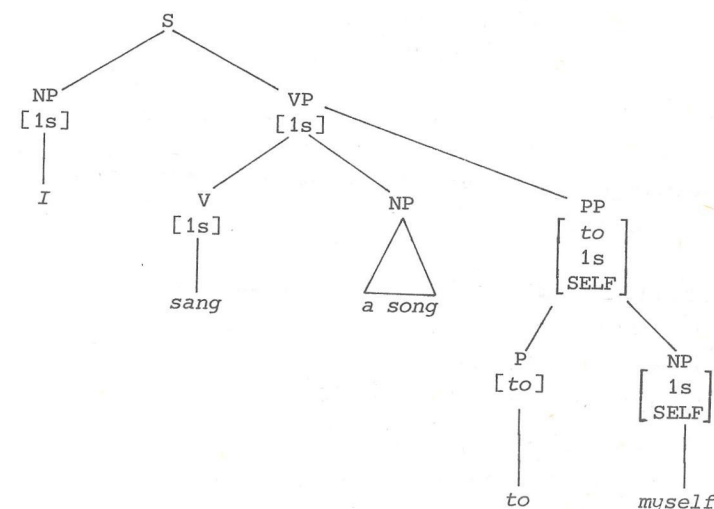 S
NP VP
[1s] [1s]
I V NP PP
[1s] [to 1s SELF]
sang a song
P NP
[to] [1s SELF]
to myself